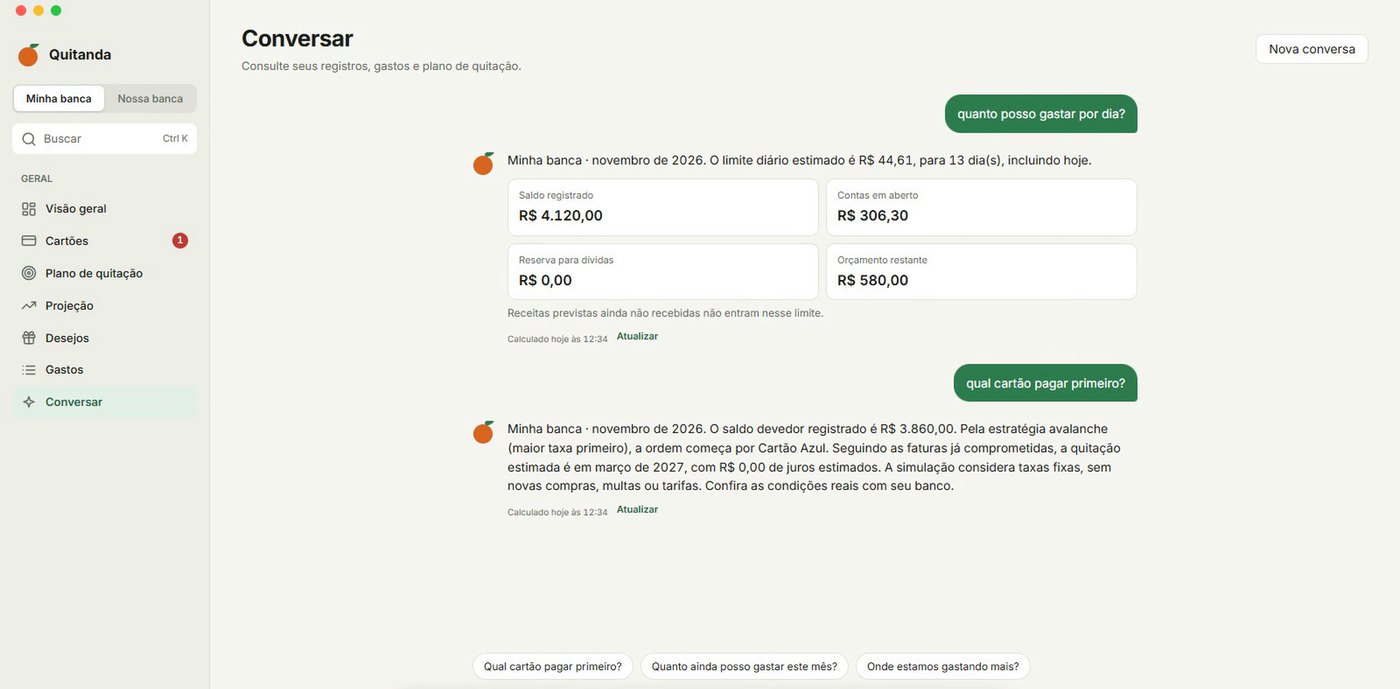 Quitanda
Minha banca
Nossa banca
Buscar
Ctrl K
GERAL
Visão geral
Cartões
1
Plano de quitação
Projeção
Desejos
Gastos
Conversar
Conversar
Consulte seus registros, gastos e plano de quitação.
Nova conversa
quanto posso gastar por dia?
Minha banca · novembro de 2026. O limite diário estimado é R$ 44,61, para 13 dia(s), incluindo hoje.
Saldo registrado
R$ 4.120,00
Contas em aberto
R$ 306,30
Reserva para dívidas
R$ 0,00
Orçamento restante
R$ 580,00
Receitas previstas ainda não recebidas não entram nesse limite.
Calculado hoje às 12:34
Atualizar
qual cartão pagar primeiro?
Minha banca · novembro de 2026. O saldo devedor registrado é R$ 3.860,00. Pela estratégia avalanche
(maior taxa primeiro), a ordem começa por Cartão Azul. Seguindo as faturas já comprometidas, a quitação
estimada é em março de 2027, com R$ 0,00 de juros estimados. A simulação considera taxas fixas, sem
novas compras, multas ou tarifas. Confira as condições reais com seu banco.
Calculado hoje às 12:34
Atualizar
Qual cartão pagar primeiro?
Quanto ainda posso gastar este mês?
Onde estamos gastando mais?